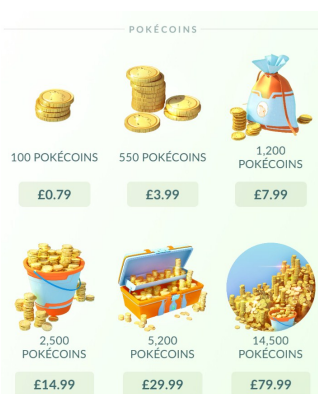 POKÉCOINS
100 POKÉCOINS
550 POKÉCOINS
1,200
POKÉCOINS
£0.79
£3.99
£7.99
2,500
POKÉCOINS
5,200
POKÉCOINS
14,500
POKÉCOINS
£14.99
£29.99
£79.99